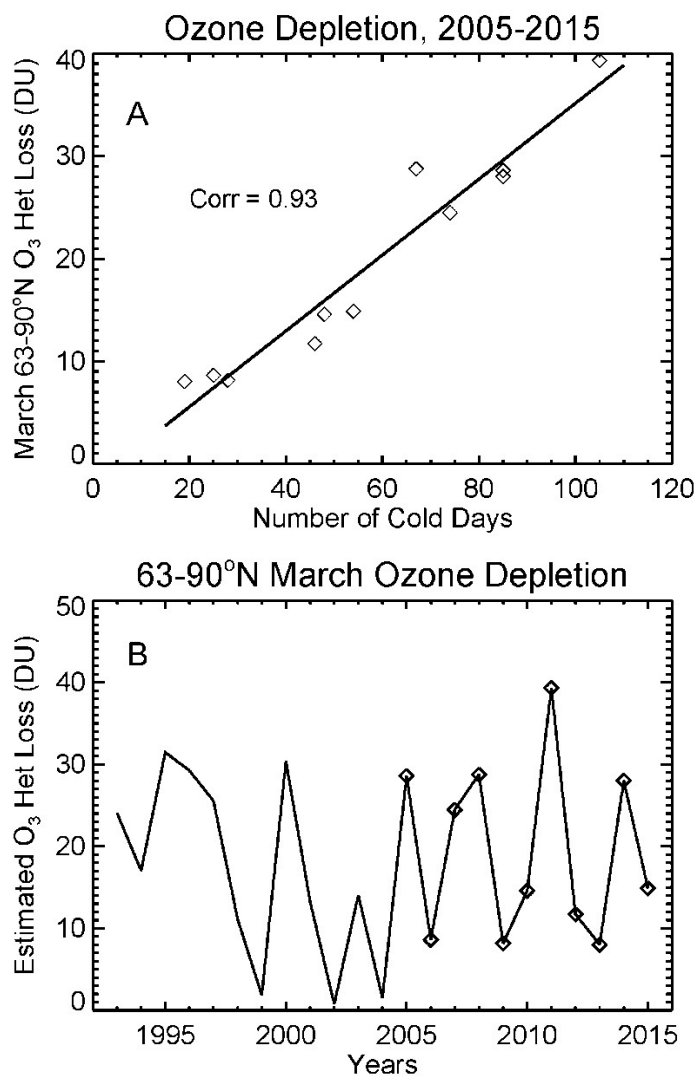 Ozone Depletion, 2005-2015
A
Corr = 0.93
March 63-90°N O₃ Het Loss (DU)
40
30
20
10
0
0 20 40 60 80 100 120
Number of Cold Days
63-90°N March Ozone Depletion
B
Estimated O₃ Het Loss (DU)
50
40
30
20
10
0
1995 2000 2005 2010 2015
Years